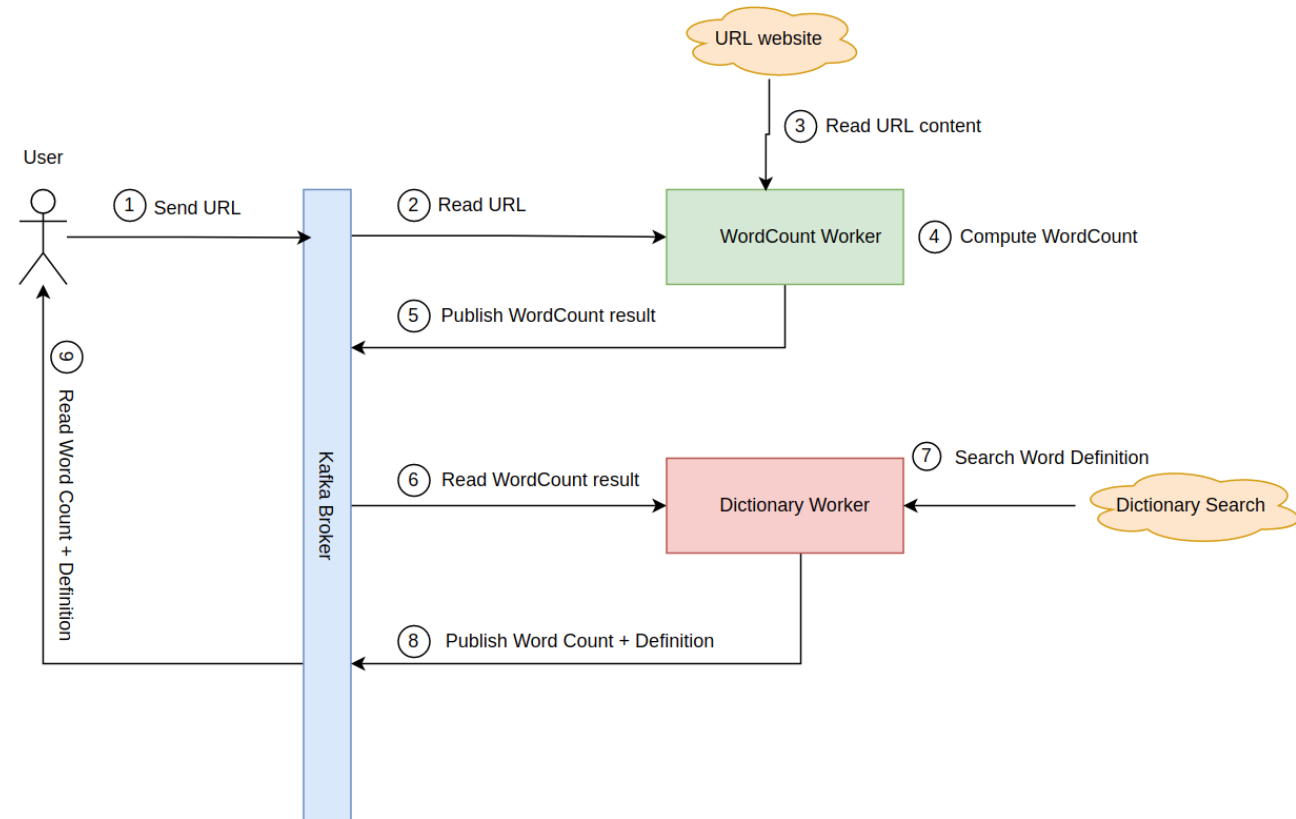 URL website
3 Read URL content
User
1 Send URL
2 Read URL
WordCount Worker
4 Compute WordCount
5 Publish WordCount result
9 Read Word Count + Definition
Kafka Broker
6 Read WordCount result
7 Search Word Definition
Dictionary Worker
Dictionary Search
8 Publish Word Count + Definition